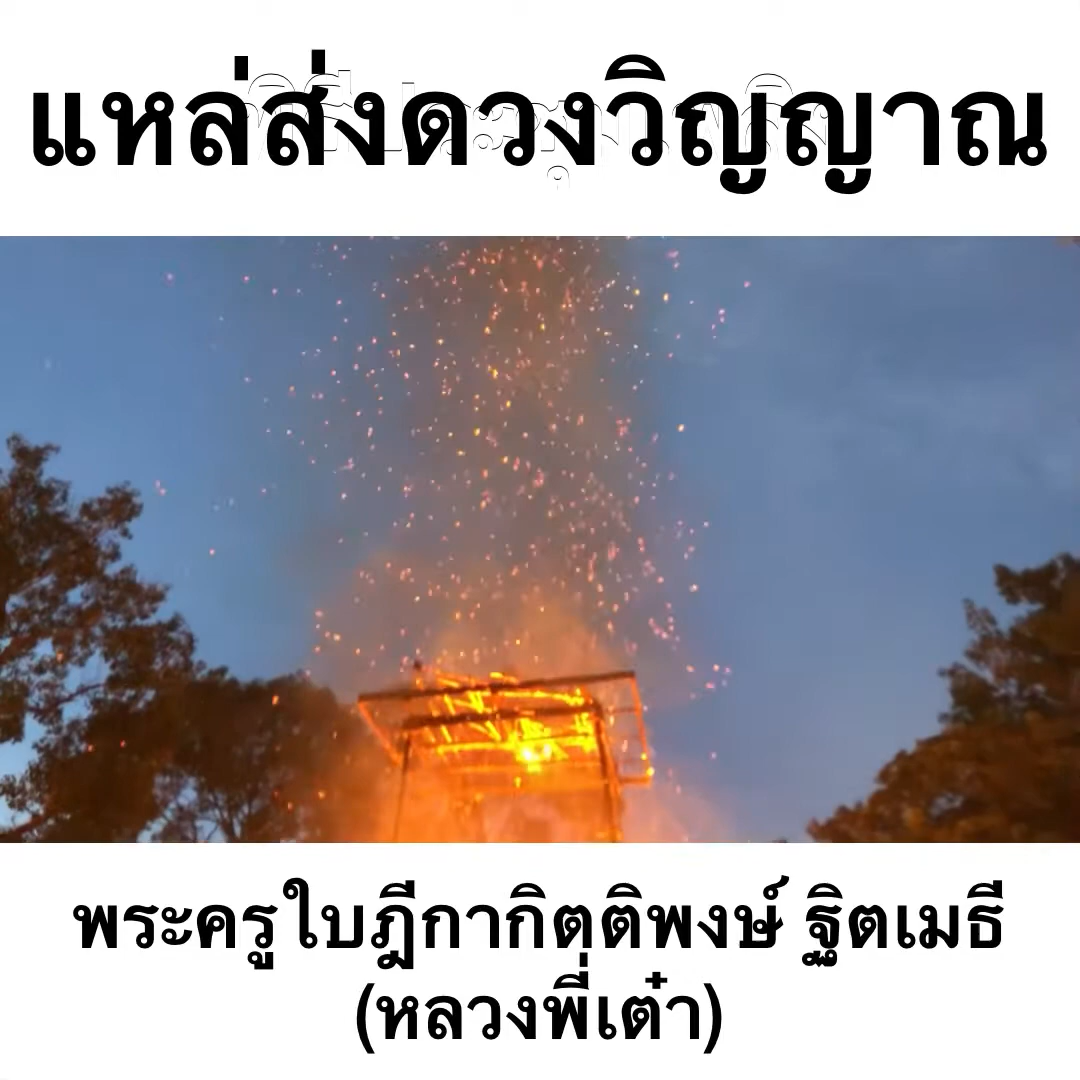 แหล่ส่งดวงวิญญาณ
พระครูใบฎีกากิตติพงษ์ ฐิตเมธี
(หลวงพี่เต๋า)